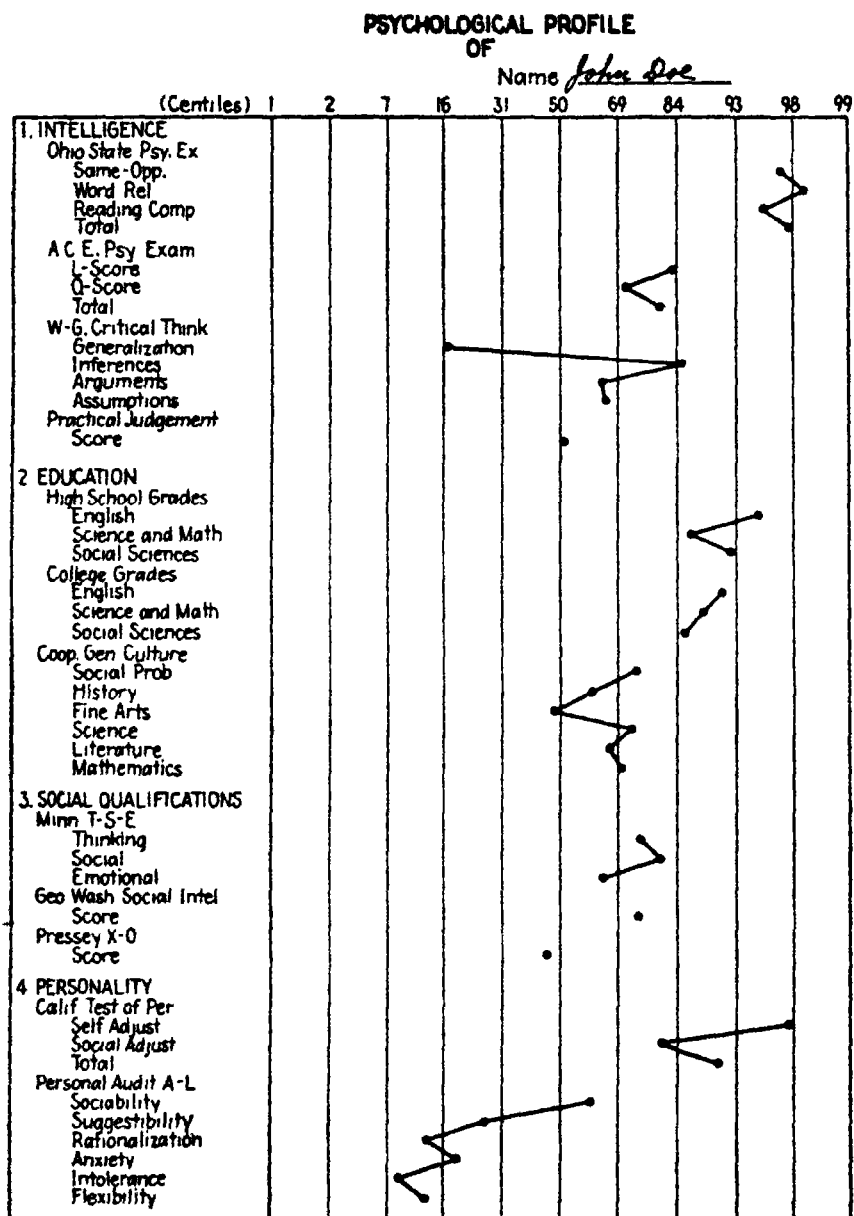 PSYCHOLOGICAL PROFILE
OF
Name John Doe
(Centiles) 1 2 7 16 31 50 69 84 93 98 99
1. INTELLIGENCE
Ohio State Psy. Ex
Same-Opp.
Word Rel
Reading Comp
Total
A C E. Psy Exam
L-Score
Q-Score
Total
W-G. Critical Think
Generalization
Inferences
Arguments
Assumptions
Practical Judgement
Score
2 EDUCATION
High School Grades
English
Science and Math
Social Sciences
College Grades
English
Science and Math
Social Sciences
Coop. Gen Culture
Social Prob
History
Fine Arts
Science
Literature
Mathematics
3. SOCIAL QUALIFICATIONS
Minn T-S-E
Thinking
Social
Emotional
Geo Wash Social Intel
Score
Pressey X-O
Score
4 PERSONALITY
Calif Test of Per
Self Adjust
Social Adjust
Total
Personal Audit A-L
Sociability
Suggestibility
Rationalization
Anxiety
Intolerance
Flexibility